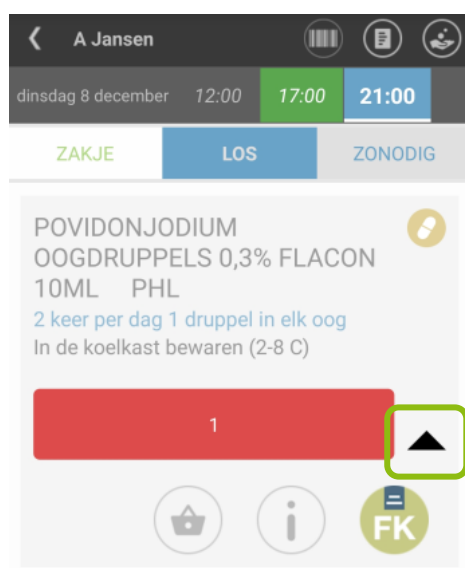 A Jansen
dinsdag 8 december 12:00 17:00 21:00
ZAKJE LOS ZONODIG
POVIDONJODIUM
OOGDRUPPELS 0,3% FLACON
10ML PHL
2 keer per dag 1 druppel in elk oog
In de koelkast bewaren (2-8 C)
1
i FK